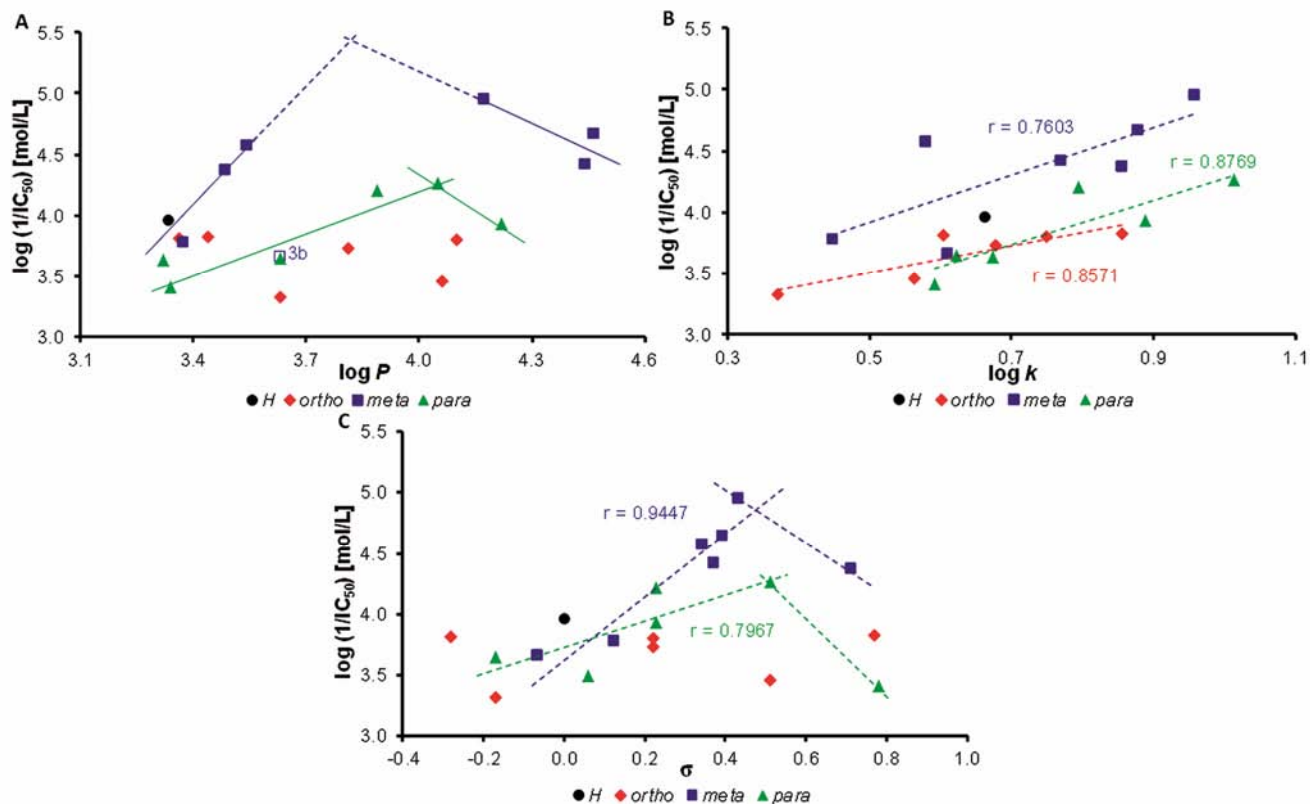 A
log (1/IC50) [mol/L]
5.5
5.0
4.5
4.0
3.5
3.0
3b
3.1 3.4 3.7 4.0 4.3 4.6
log P
H ortho meta para
B
log (1/IC50) [mol/L]
5.5
5.0
4.5
4.0
3.5
3.0
r = 0.7603
r = 0.8769
r = 0.8571
0.3 0.5 0.7 0.9 1.1
log k
H ortho meta para
C
log (1/IC50) [mol/L]
5.5
5.0
4.5
4.0
3.5
3.0
r = 0.9447
r = 0.7967
-0.4 -0.2 0.0 0.2 0.4 0.6 0.8 1.0
σ
H ortho meta para